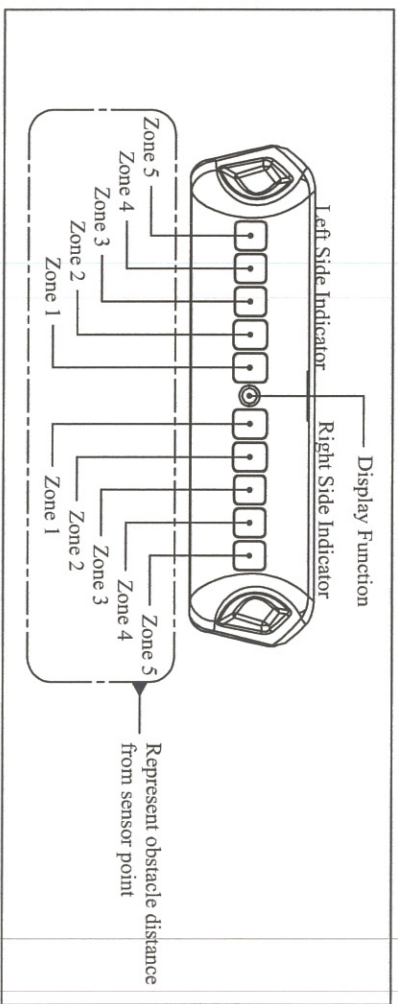 Display Function
Left Side Indicator
Right Side Indicator
Zone 5
Zone 4
Zone 3
Zone 2
Zone 1
Zone 1
Zone 2
Zone 3
Zone 4
Zone 5
Represent obstacle distance
from sensor point